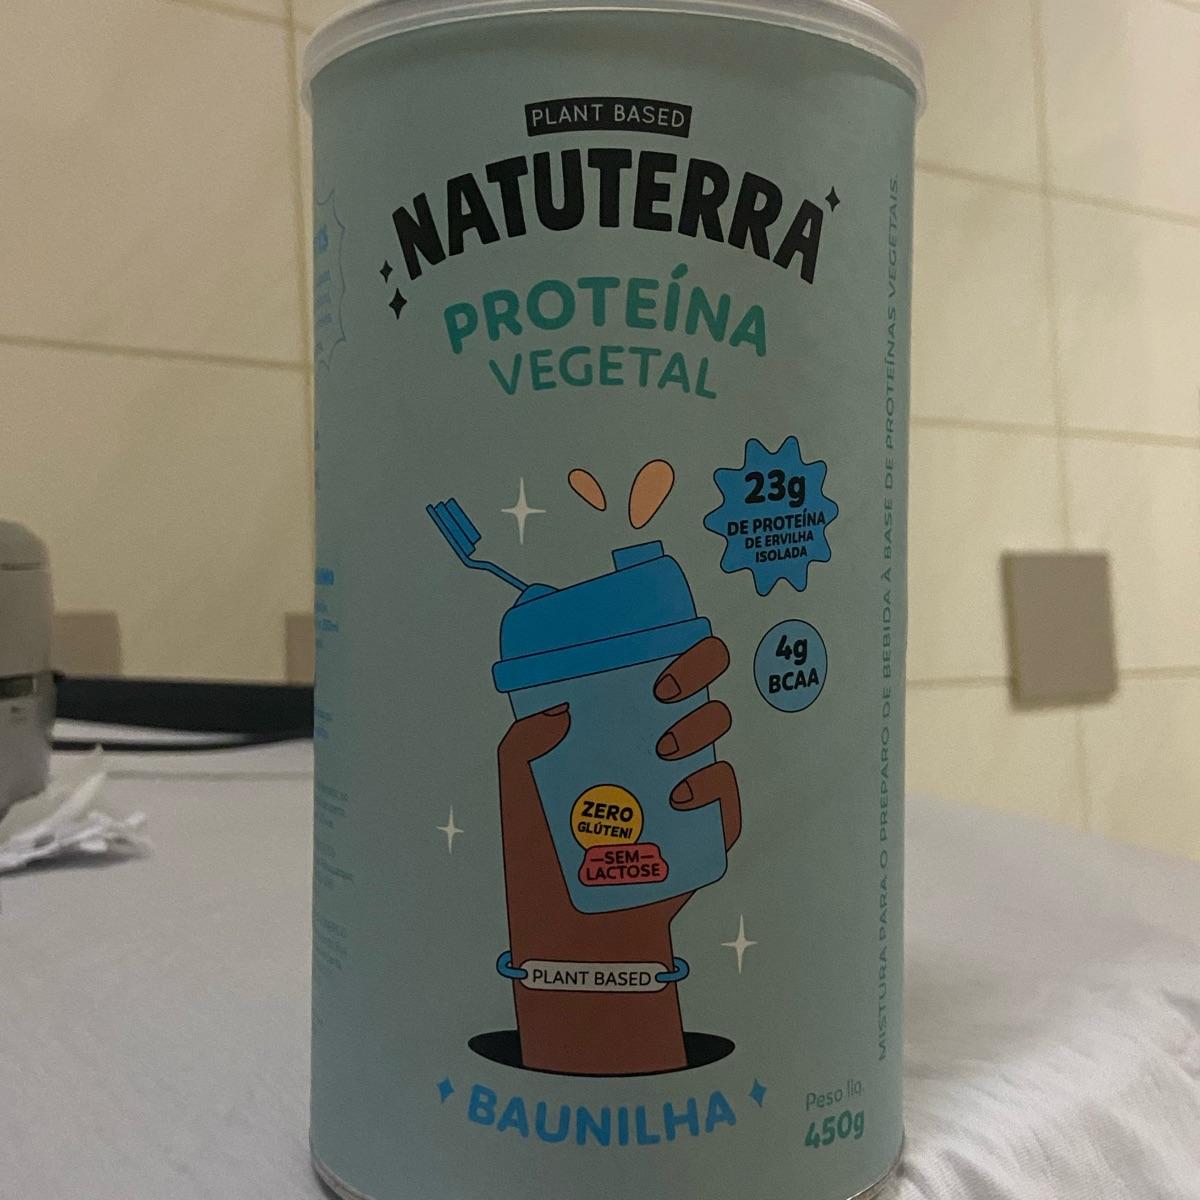 PLANT BASED
NATUTERRA
PROTEÍNA
VEGETAL
23g
DE PROTEÍNA
DE ERVILHA
ISOLADA
4g
BCAA
ZERO
GLÚTEN!
SEM
LACTOSE
PLANT BASED
BAUNILHA
Peso líq.
450g
MISTURA PARA O PREPARO DE BEBIDA À BASE DE PROTEÍNAS VEGETAIS.